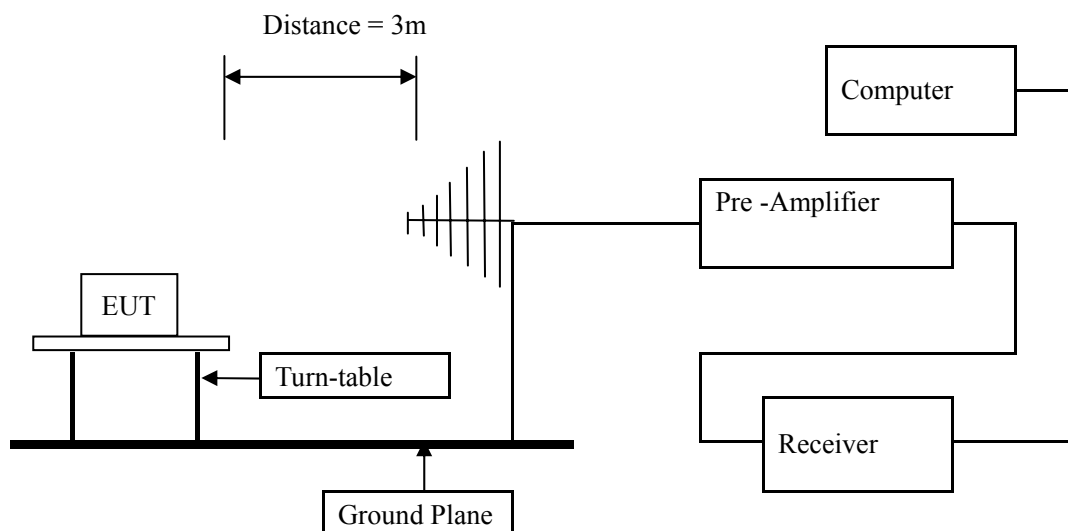 Distance = 3m
Computer
Pre -Amplifier
EUT
Turn-table
Receiver
Ground Plane